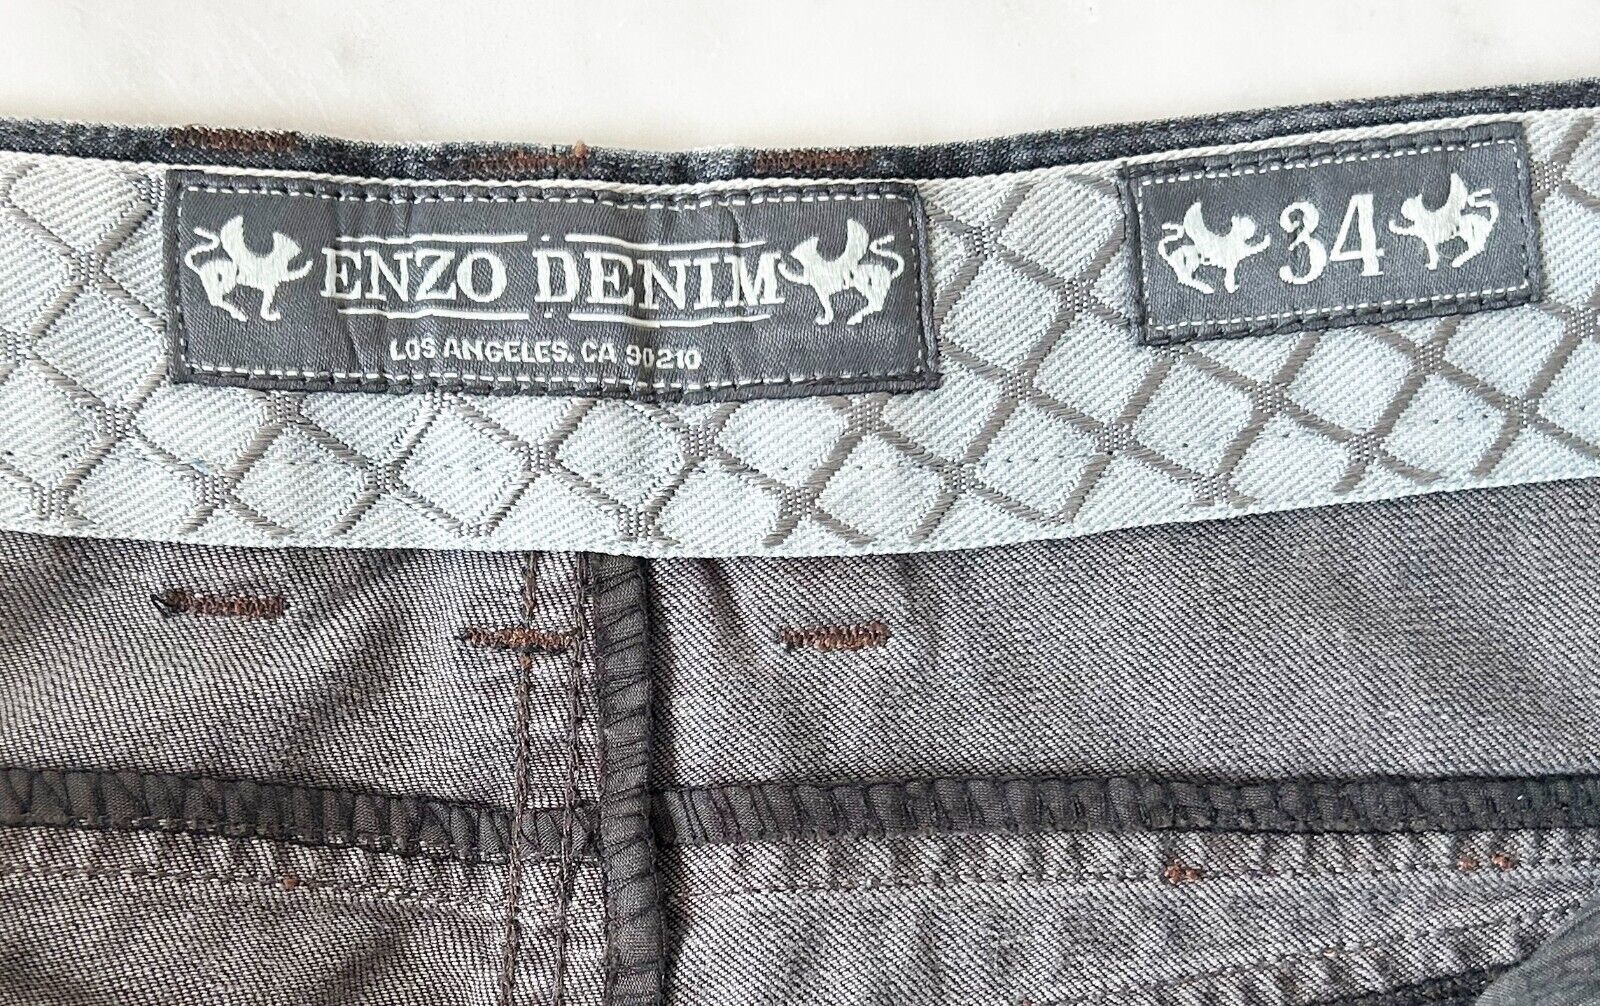 ENZO DENIM
LOS ANGELES, CA 90210
34